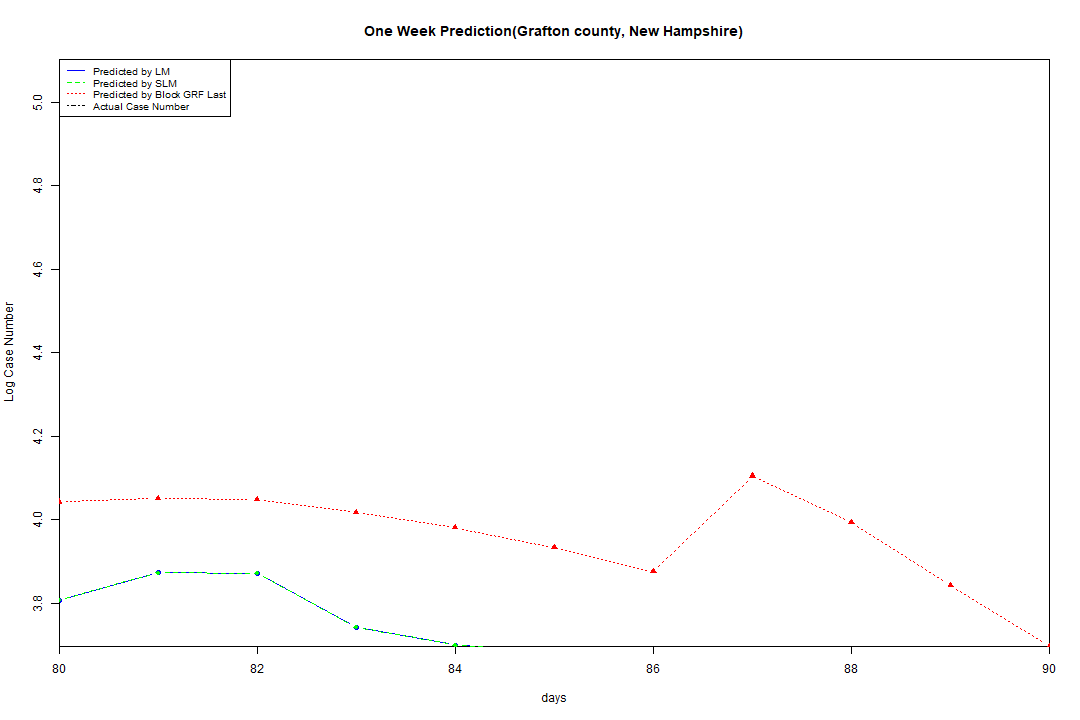 One Week Prediction(Grafton county, New Hampshire)
Predicted by LM
Predicted by SLM
Predicted by Block GRF Last
Actual Case Number
5.0
4.8
4.6
4.4
4.2
4.0
3.8
Log Case Number
80 82 84 86 88 90
days